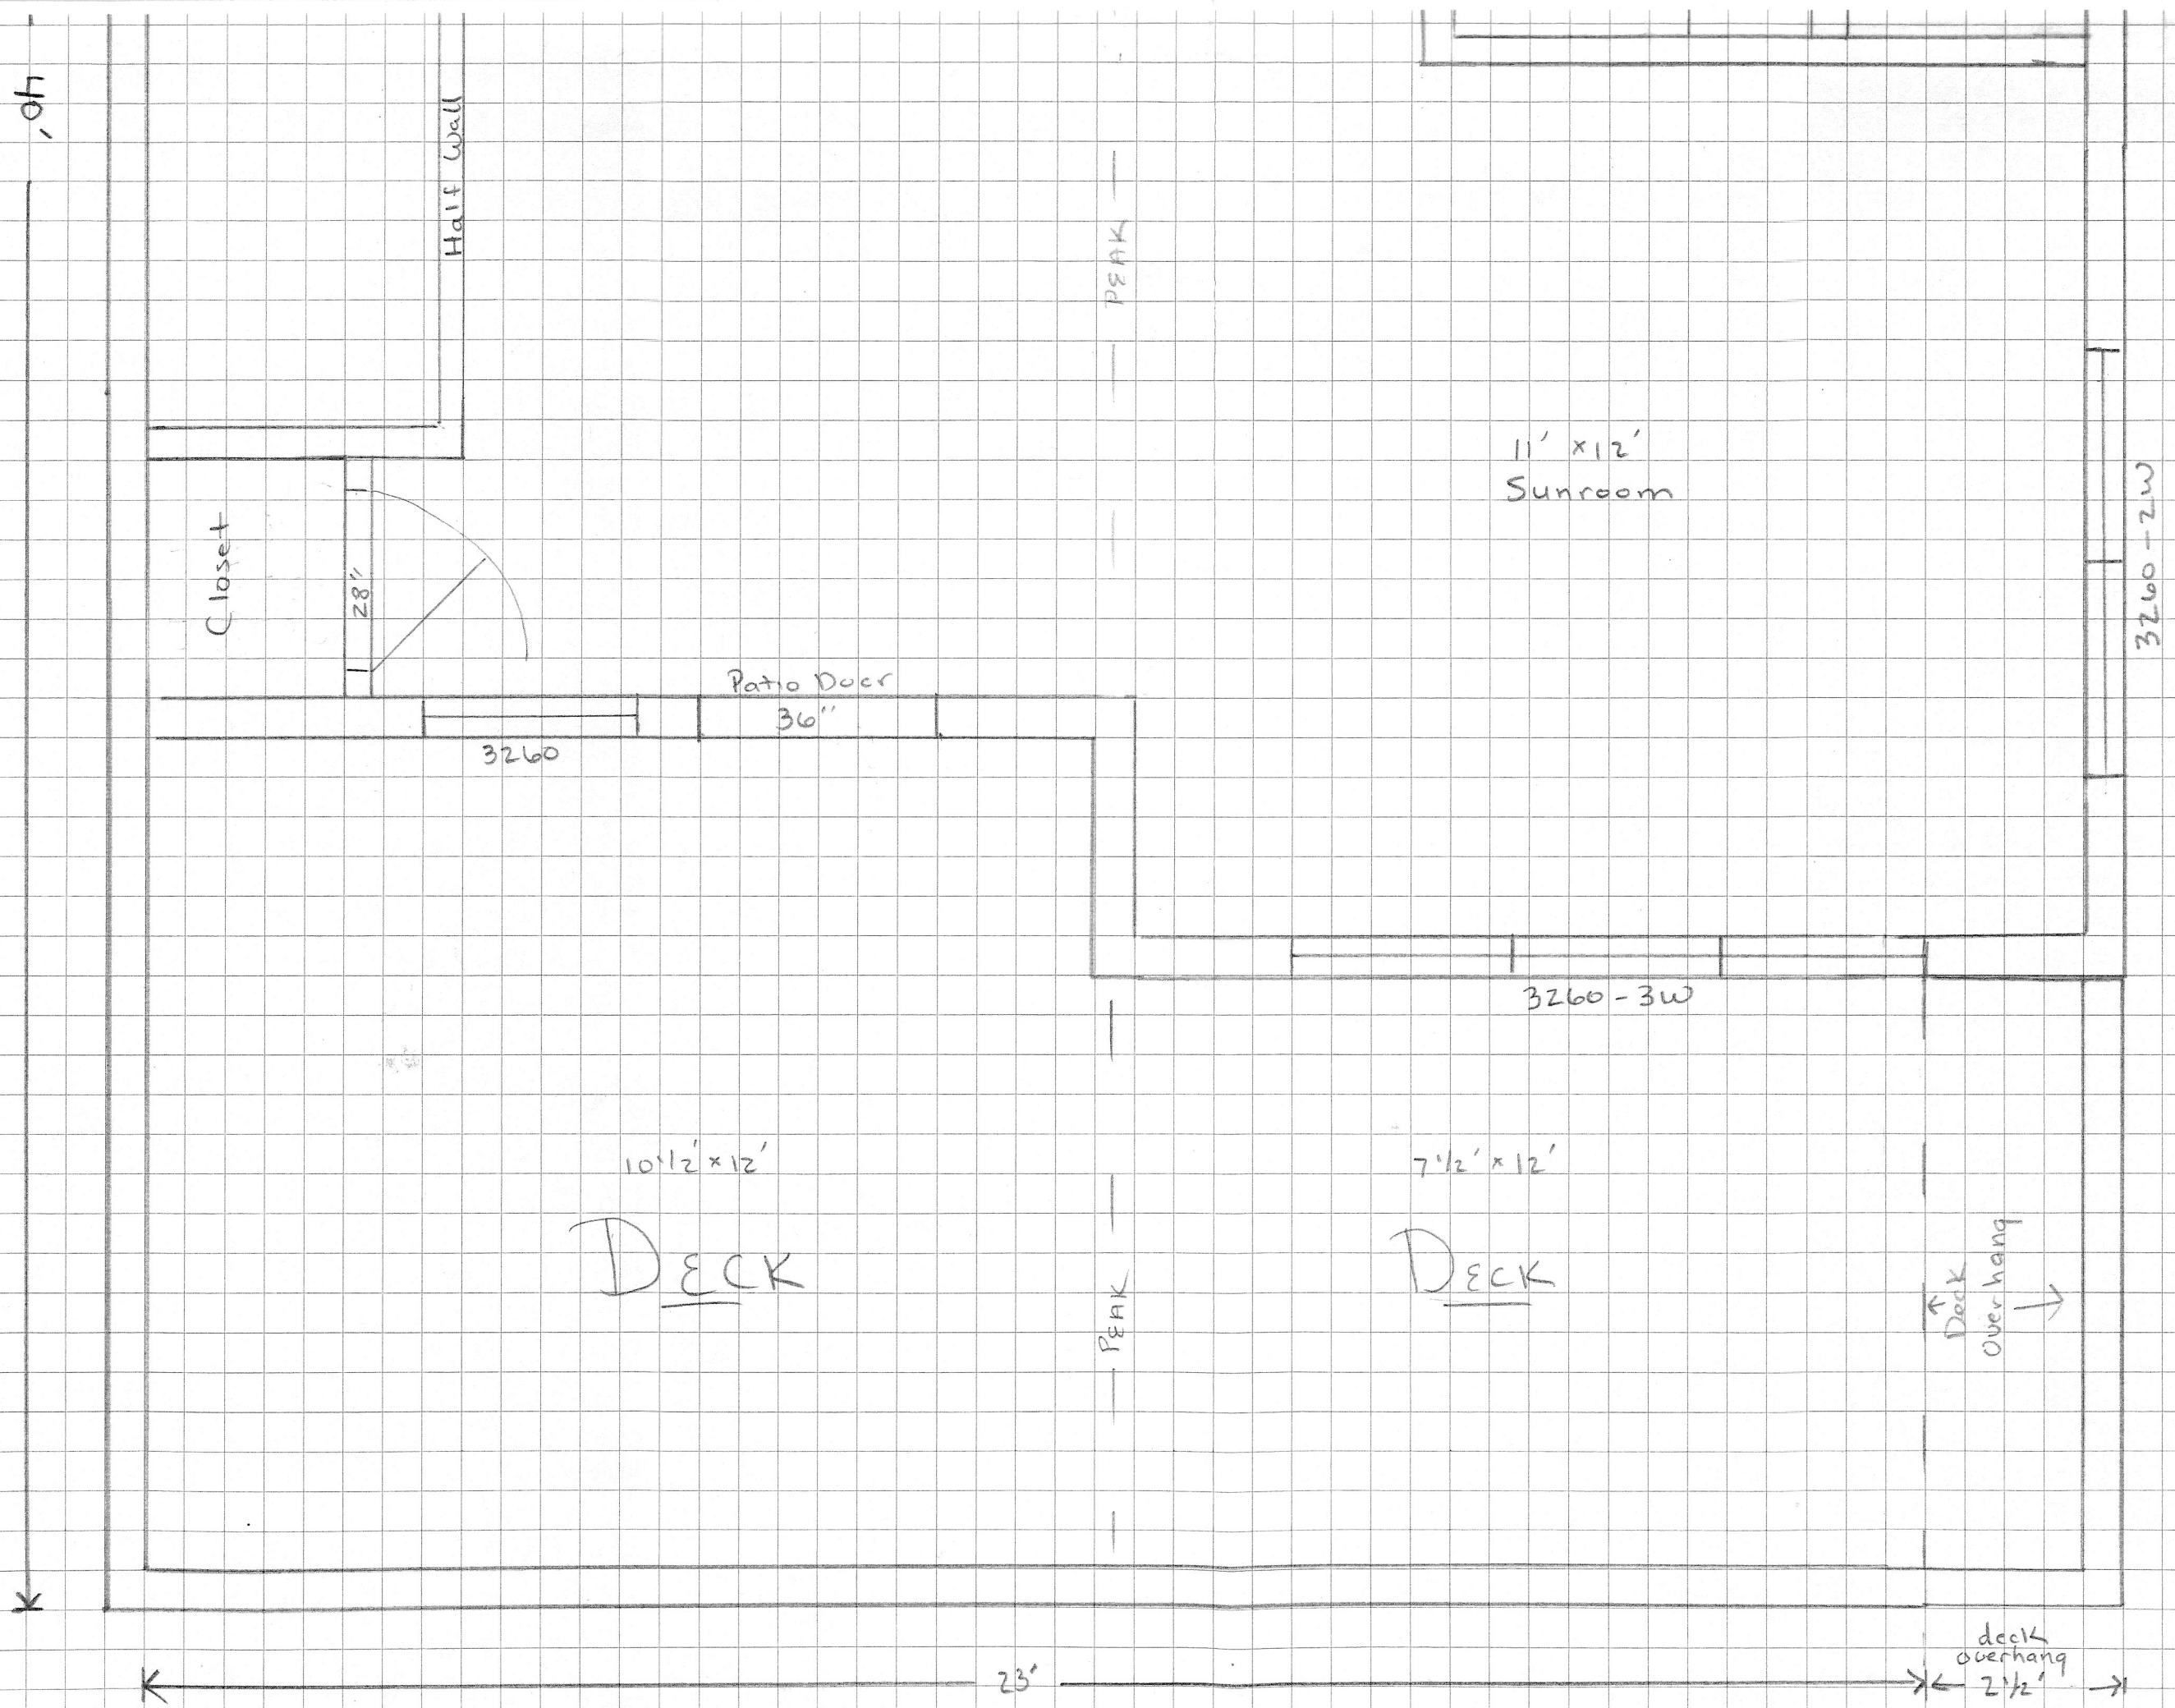 40'
Half Wall
PEAK
11' x 12'
Sunroom
3260-2W
Closet
28"
Patio Door
36"
3260
3260-3W
10 1/2' x 12'
DECK
7 1/2' x 12'
DECK
PEAK
Deck
Overhang
deck
overhang
23'
2 1/2'